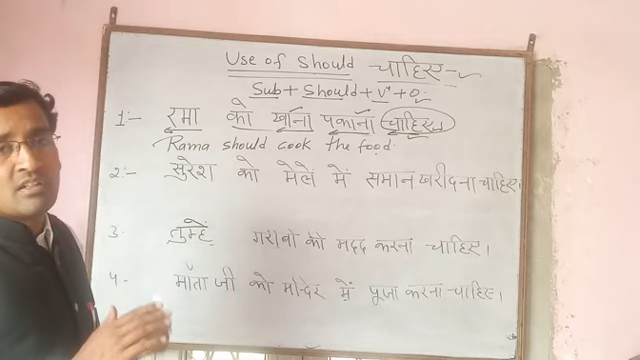 Use of Should चाहिए
Sub + Should + V¹ + O.
1:- रमा को खाना पकाना चाहिए।
Rama should cook the food.
2:- सुरेश को मेले में समान खरीदना चाहिए।
3- तुम्हें गरीबो को मदद करना चाहिए।
4- माता जी को मन्दिर में पूजा करना चाहिए।